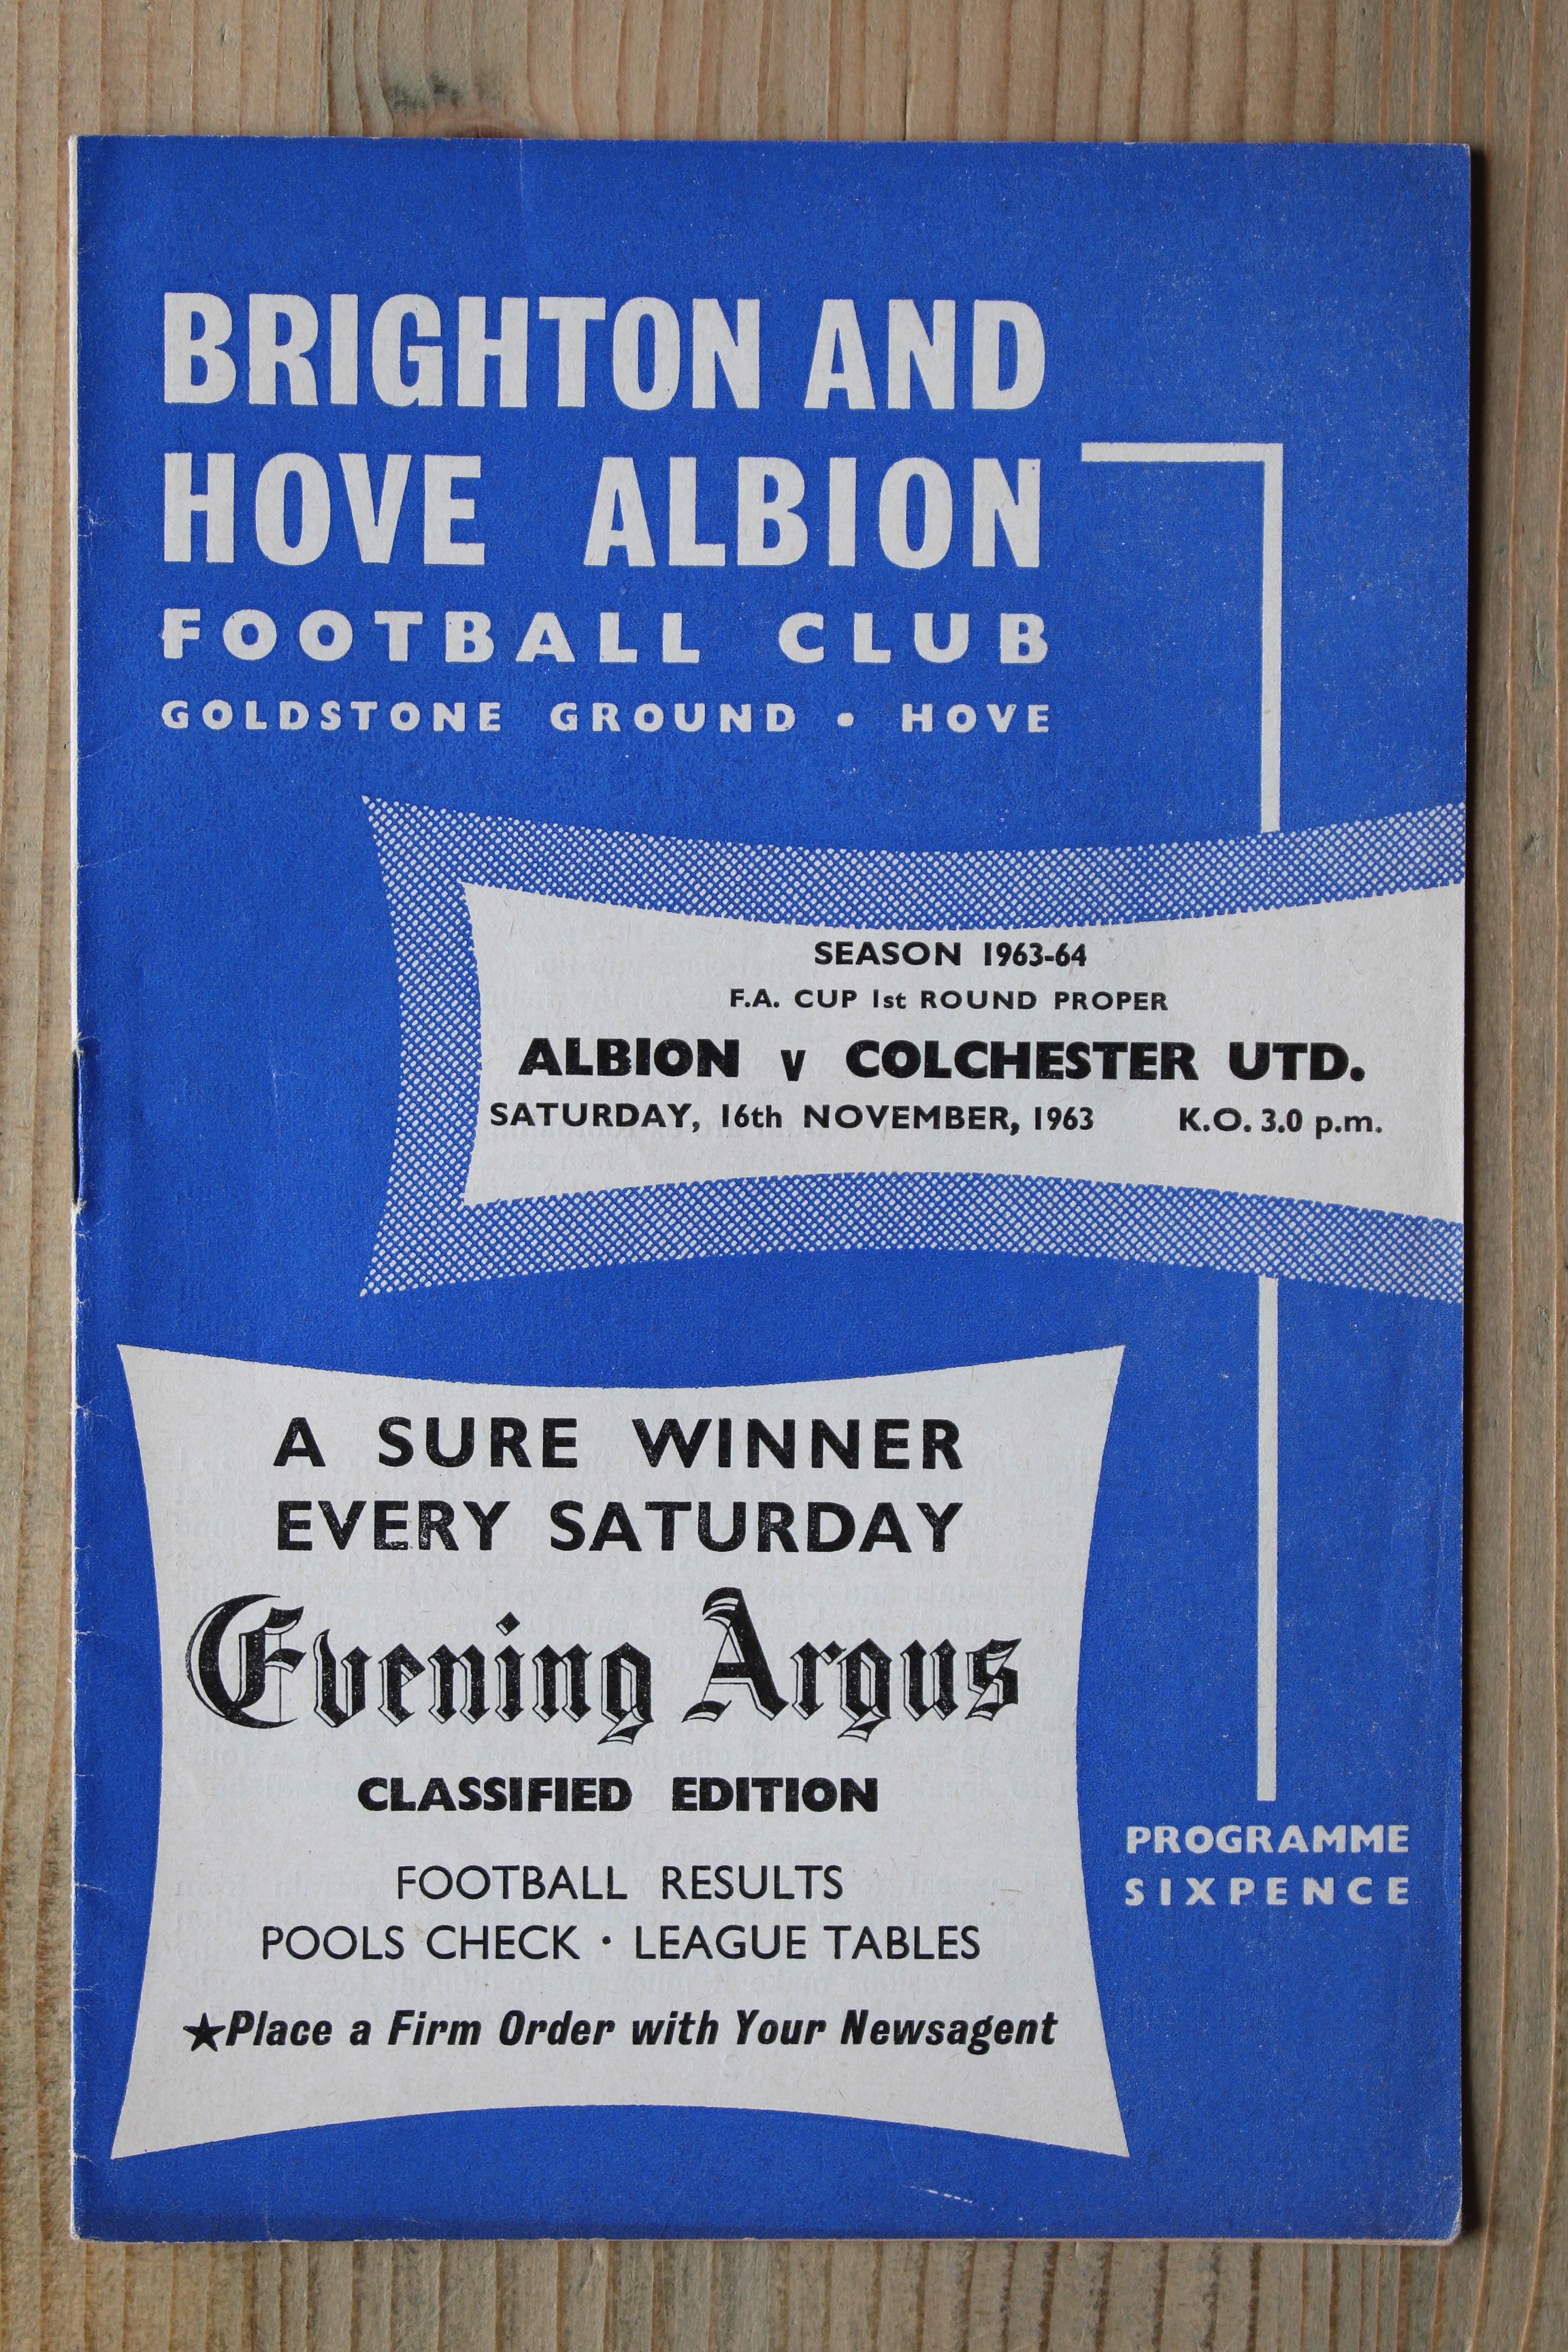 BRIGHTON AND
HOVE ALBION
FOOTBALL CLUB
GOLDSTONE GROUND • HOVE
SEASON 1963-64
F.A. CUP 1st ROUND PROPER
ALBION v COLCHESTER UTD.
SATURDAY, 16th NOVEMBER, 1963 K.O. 3.0 p.m.
A SURE WINNER
EVERY SATURDAY
Evening Argus
CLASSIFIED EDITION
FOOTBALL RESULTS
POOLS CHECK • LEAGUE TABLES
★Place a Firm Order with Your Newsagent
PROGRAMME
SIXPENCE